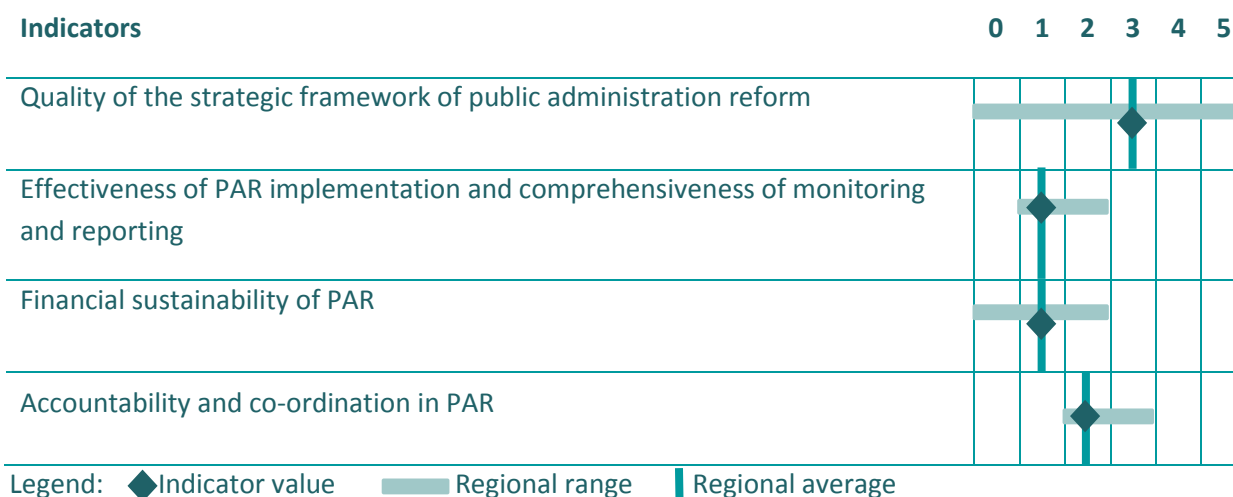 Indicators 0 1 2 3 4 5
Quality of the strategic framework of public administration reform
Effectiveness of PAR implementation and comprehensiveness of monitoring
and reporting
Financial sustainability of PAR
Accountability and co-ordination in PAR
Legend: Indicator value Regional range Regional average